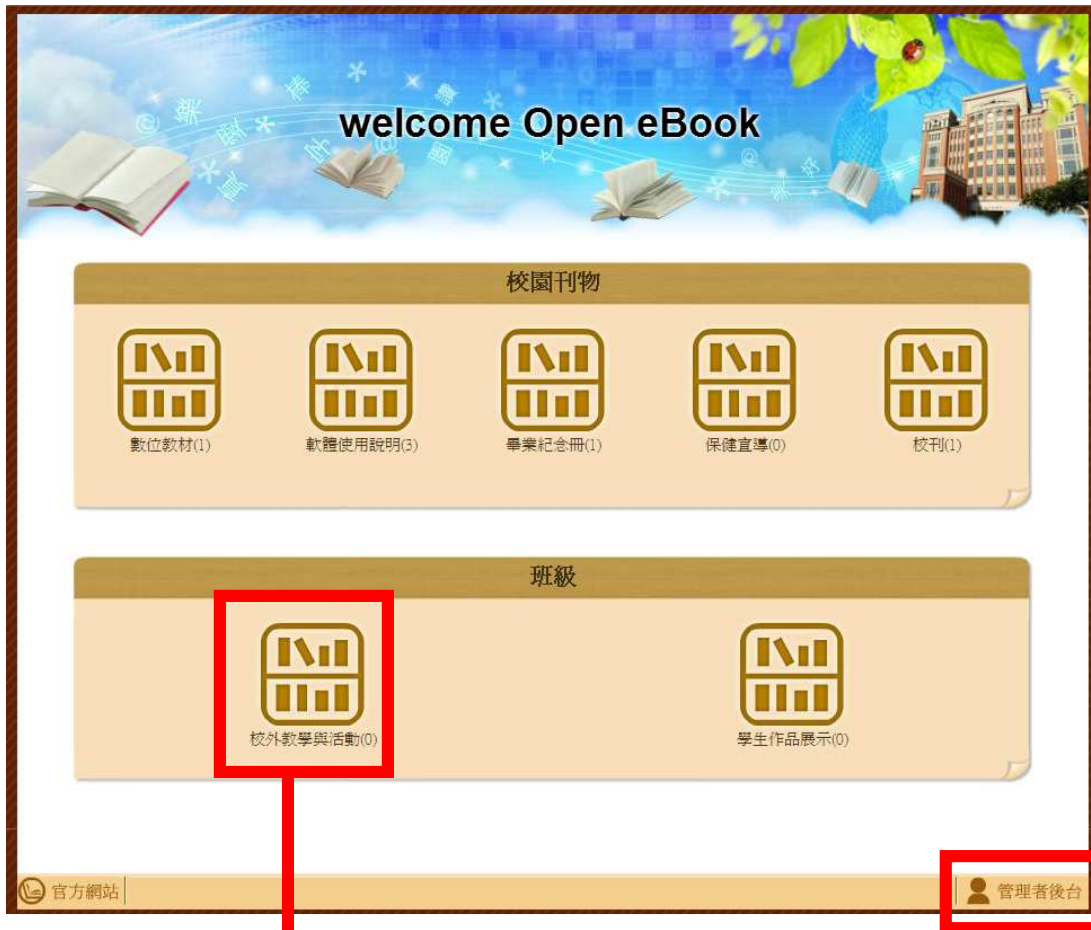 welcome Open eBook
校園刊物
數位教材(1)
軟體使用說明(3)
畢業紀念冊(1)
保健宣導(0)
校刊(1)
班級
校外教學與活動(0)
學生作品展示(0)
官方網站
管理者後台